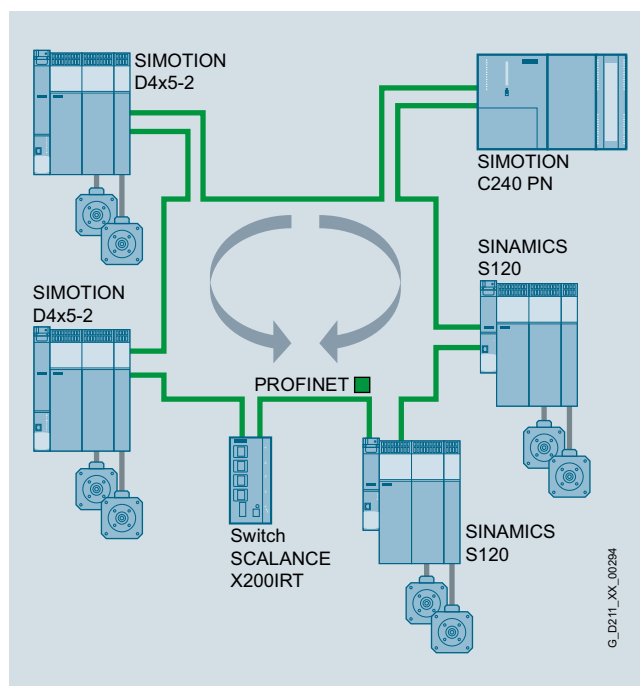 SIMOTION
D4x5-2
SIMOTION
C240 PN
SINAMICS
S120
SIMOTION
D4x5-2
PROFINET
Switch
SCALANCE
X200IRT
SINAMICS
S120
G_D211_XX_00294